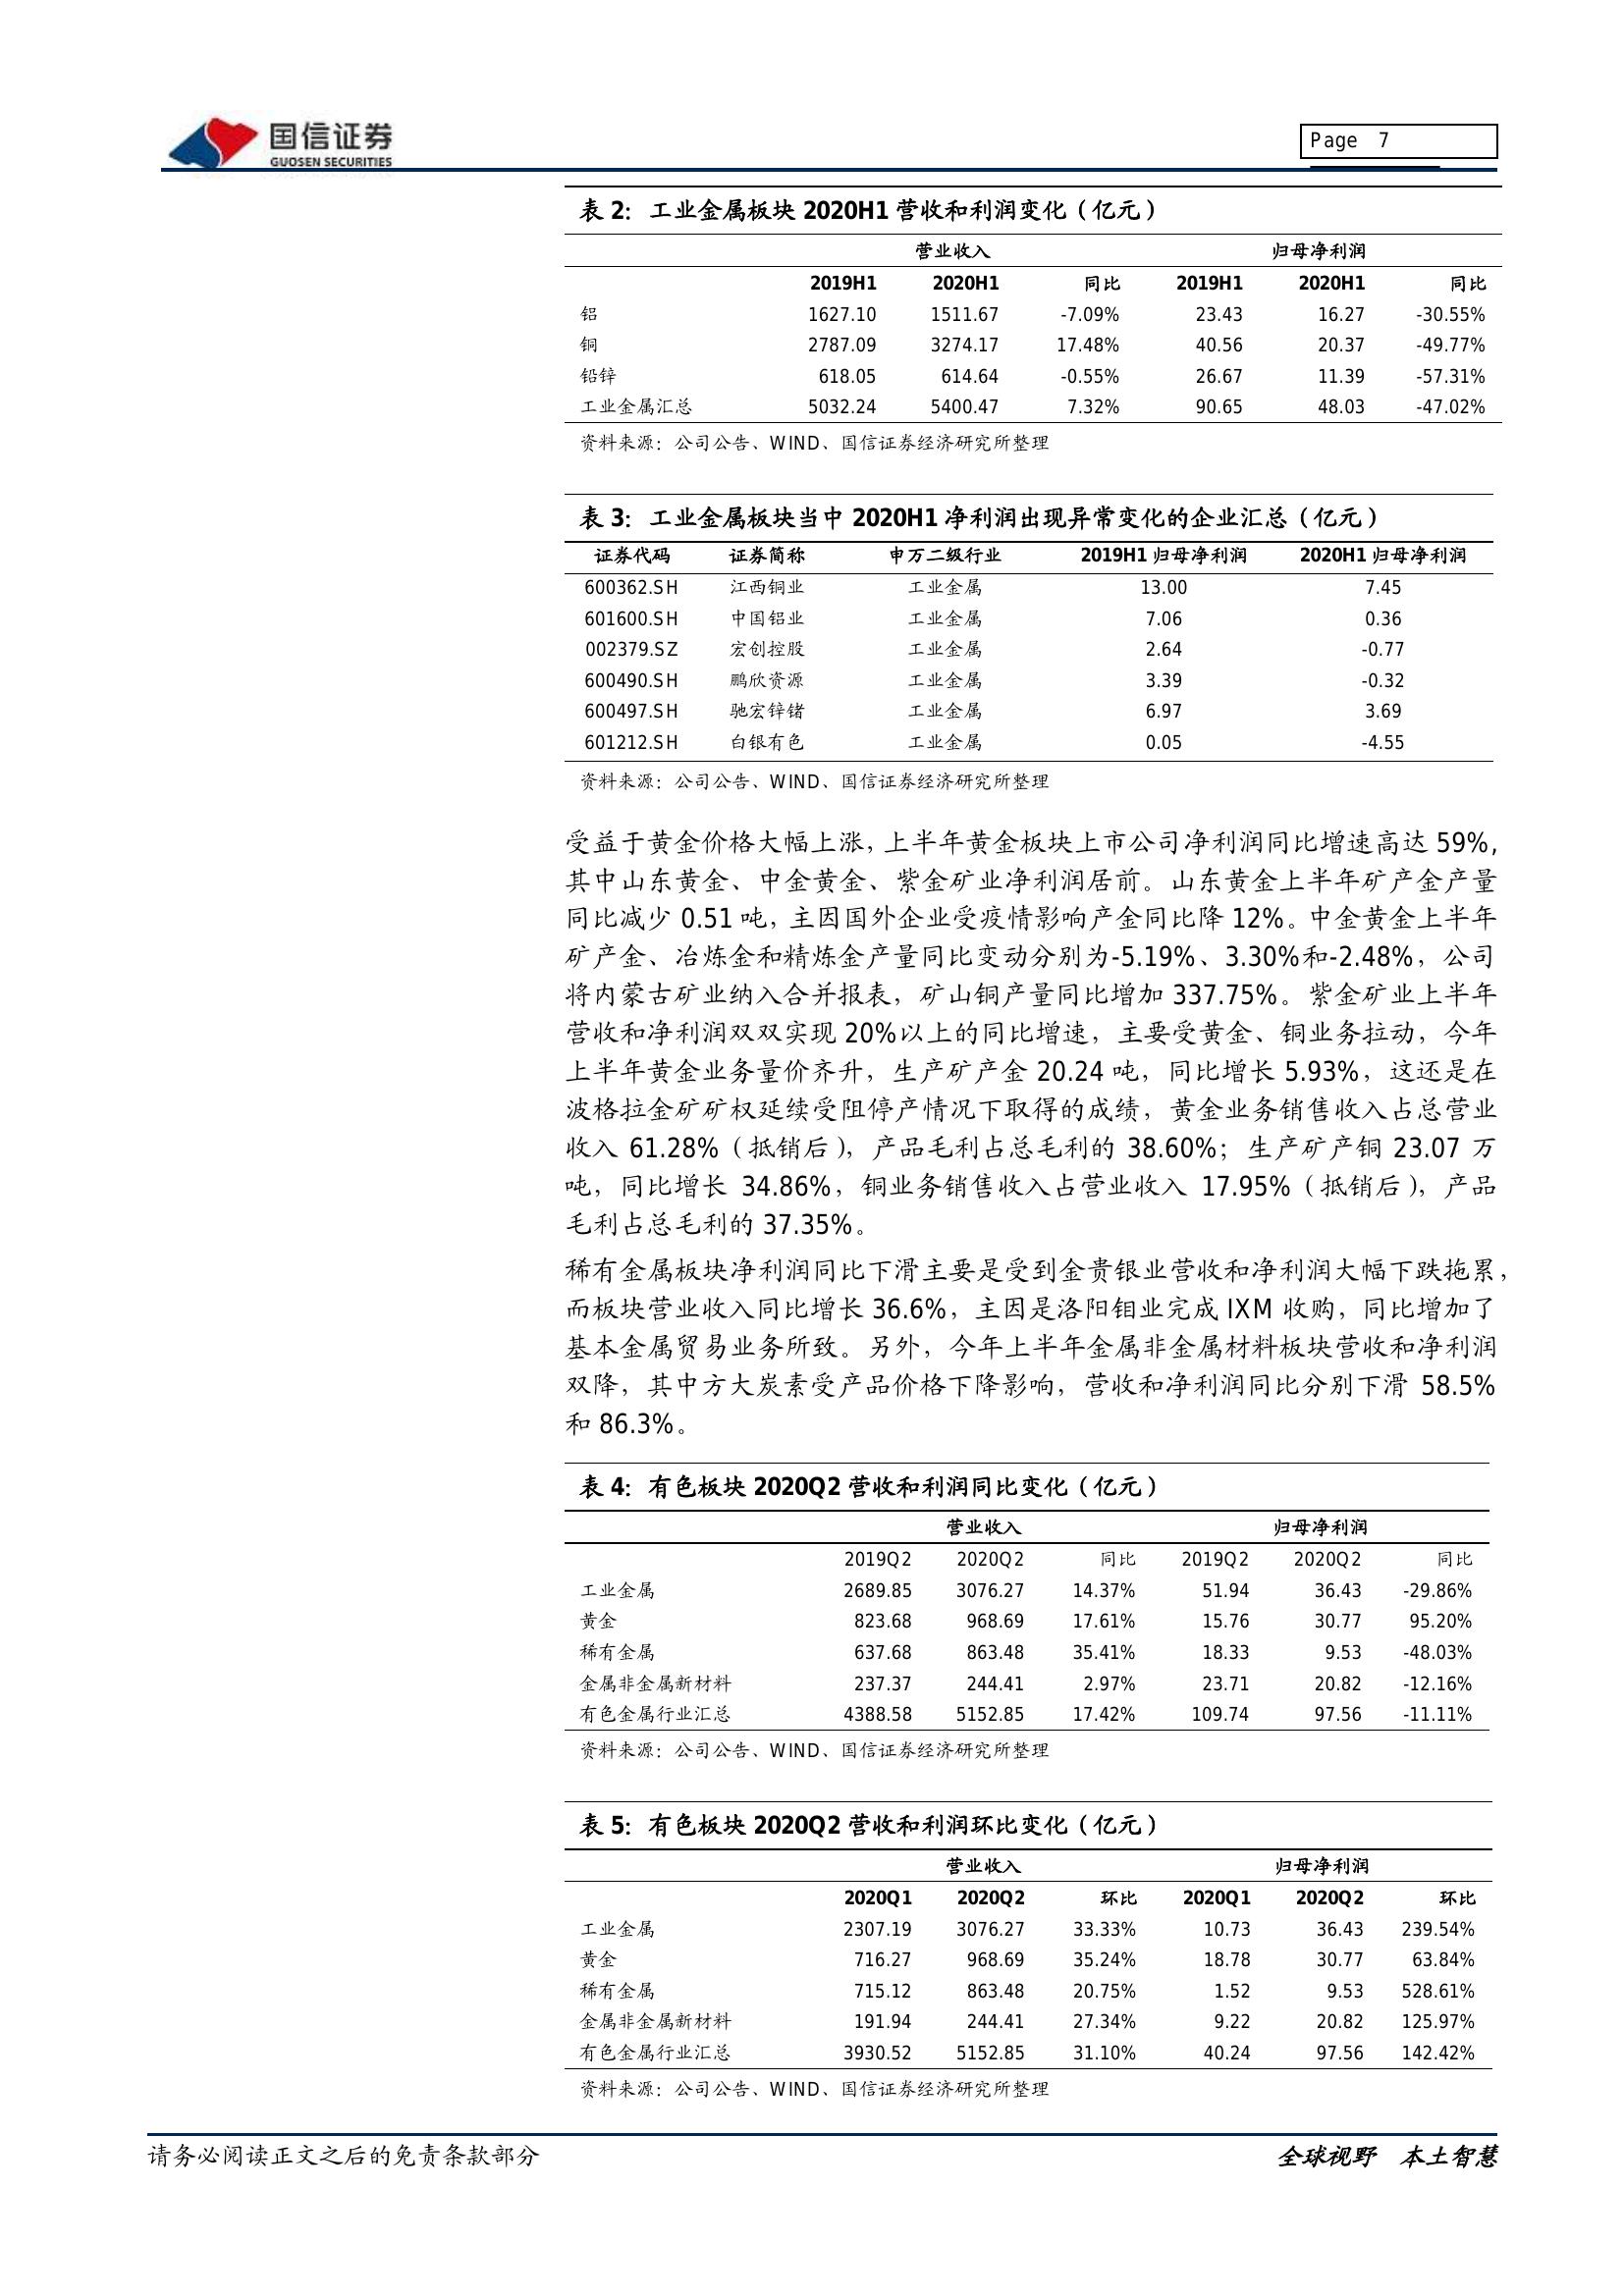 国信证券
GUOSEN SECURITIES
Page 7
表 2：工业金属板块 2020H1 营收和利润变化（亿元）
营业收入 归母净利润
2019H1 2020H1 同比 2019H1 2020H1 同比
铝 1627.10 1511.67 -7.09% 23.43 16.27 -30.55%
铜 2787.09 3274.17 17.48% 40.56 20.37 -49.77%
铅锌 618.05 614.64 -0.55% 26.67 11.39 -57.31%
工业金属汇总 5032.24 5400.47 7.32% 90.65 48.03 -47.02%
资料来源：公司公告、WIND、国信证券经济研究所整理
表 3：工业金属板块当中 2020H1 净利润出现异常变化的企业汇总（亿元）
证券代码 证券简称 申万二级行业 2019H1 归母净利润 2020H1 归母净利润
600362.SH 江西铜业 工业金属 13.00 7.45
601600.SH 中国铝业 工业金属 7.06 0.36
002379.SZ 宏创控股 工业金属 2.64 -0.77
600490.SH 鹏欣资源 工业金属 3.39 -0.32
600497.SH 驰宏锌锗 工业金属 6.97 3.69
601212.SH 白银有色 工业金属 0.05 -4.55
资料来源：公司公告、WIND、国信证券经济研究所整理
受益于黄金价格大幅上涨，上半年黄金板块上市公司净利润同比增速高达 59%，
其中山东黄金、中金黄金、紫金矿业净利润居前。山东黄金上半年矿产金产量
同比减少 0.51 吨，主因国外企业受疫情影响产金同比降 12%。中金黄金上半年
矿产金、冶炼金和精炼金产量同比变动分别为-5.19%、3.30%和-2.48%，公司
将内蒙古矿业纳入合并报表，矿山铜产量同比增加 337.75%。紫金矿业上半年
营收和净利润双双实现 20%以上的同比增速，主要受黄金、铜业务拉动，今年
上半年黄金业务量价齐升，生产矿产金 20.24 吨，同比增长 5.93%，这还是在
波格拉金矿矿权延续受阻停产情况下取得的成绩，黄金业务销售收入占总营业
收入 61.28%（抵销后），产品毛利占总毛利的 38.60%；生产矿产铜 23.07 万
吨，同比增长 34.86%，铜业务销售收入占营业收入 17.95%（抵销后），产品
毛利占总毛利的 37.35%。
稀有金属板块净利润同比下滑主要是受到金贵银业营收和净利润大幅下跌拖累，
而板块营业收入同比增长 36.6%，主因是洛阳钼业完成 IXM 收购，同比增加了
基本金属贸易业务所致。另外，今年上半年金属非金属材料板块营收和净利润
双降，其中方大炭素受产品价格下降影响，营收和净利润同比分别下滑 58.5%
和 86.3%。
表 4：有色板块 2020Q2 营收和利润同比变化（亿元）
营业收入 归母净利润
2019Q2 2020Q2 同比 2019Q2 2020Q2 同比
工业金属 2689.85 3076.27 14.37% 51.94 36.43 -29.86%
黄金 823.68 968.69 17.61% 15.76 30.77 95.20%
稀有金属 637.68 863.48 35.41% 18.33 9.53 -48.03%
金属非金属新材料 237.37 244.41 2.97% 23.71 20.82 -12.16%
有色金属行业汇总 4388.58 5152.85 17.42% 109.74 97.56 -11.11%
资料来源：公司公告、WIND、国信证券经济研究所整理
表 5：有色板块 2020Q2 营收和利润环比变化（亿元）
营业收入 归母净利润
2020Q1 2020Q2 环比 2020Q1 2020Q2 环比
工业金属 2307.19 3076.27 33.33% 10.73 36.43 239.54%
黄金 716.27 968.69 35.24% 18.78 30.77 63.84%
稀有金属 715.12 863.48 20.75% 1.52 9.53 528.61%
金属非金属新材料 191.94 244.41 27.34% 9.22 20.82 125.97%
有色金属行业汇总 3930.52 5152.85 31.10% 40.24 97.56 142.42%
资料来源：公司公告、WIND、国信证券经济研究所整理
请务必阅读正文之后的免责条款部分 全球视野 本土智慧